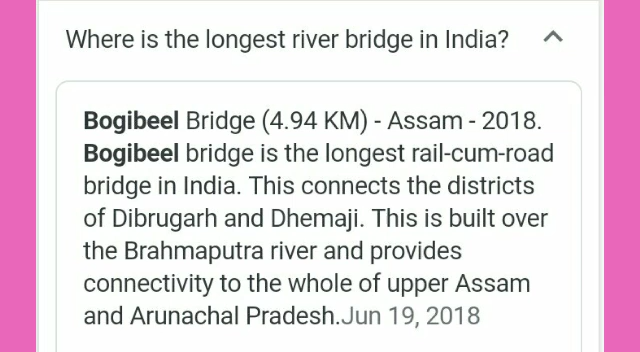 Where is the longest river bridge in India?
Bogibeel Bridge (4.94 KM) - Assam - 2018.
Bogibeel bridge is the longest rail-cum-road
bridge in India. This connects the districts
of Dibrugarh and Dhemaji. This is built over
the Brahmaputra river and provides
connectivity to the whole of upper Assam
and Arunachal Pradesh.Jun 19, 2018